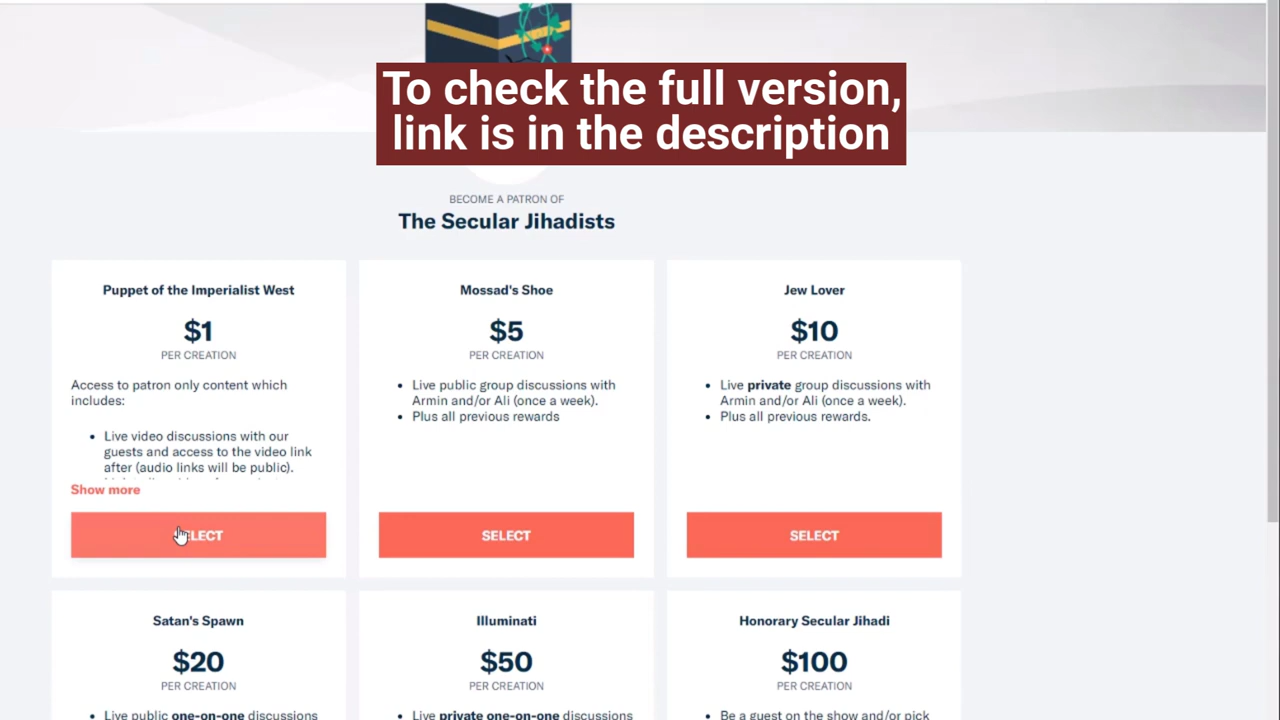 To check the full version,
link is in the description
BECOME A PATRON OF
The Secular Jihadists
Puppet of the Imperialist West
$1
PER CREATION
Access to patron only content which
includes:
• Live video discussions with our
guests and access to the video link
after (audio links will be public).
Show more
SELECT
Mossad's Shoe
$5
PER CREATION
• Live public group discussions with
Armin and/or Ali (once a week).
• Plus all previous rewards
SELECT
Jew Lover
$10
PER CREATION
• Live private group discussions with
Armin and/or Ali (once a week).
• Plus all previous rewards.
SELECT
Satan's Spawn
$20
PER CREATION
• Live public one-on-one discussions
Illuminati
$50
PER CREATION
• Live private one-on-one discussions
Honorary Secular Jihadi
$100
PER CREATION
• Be a guest on the show and/or pick